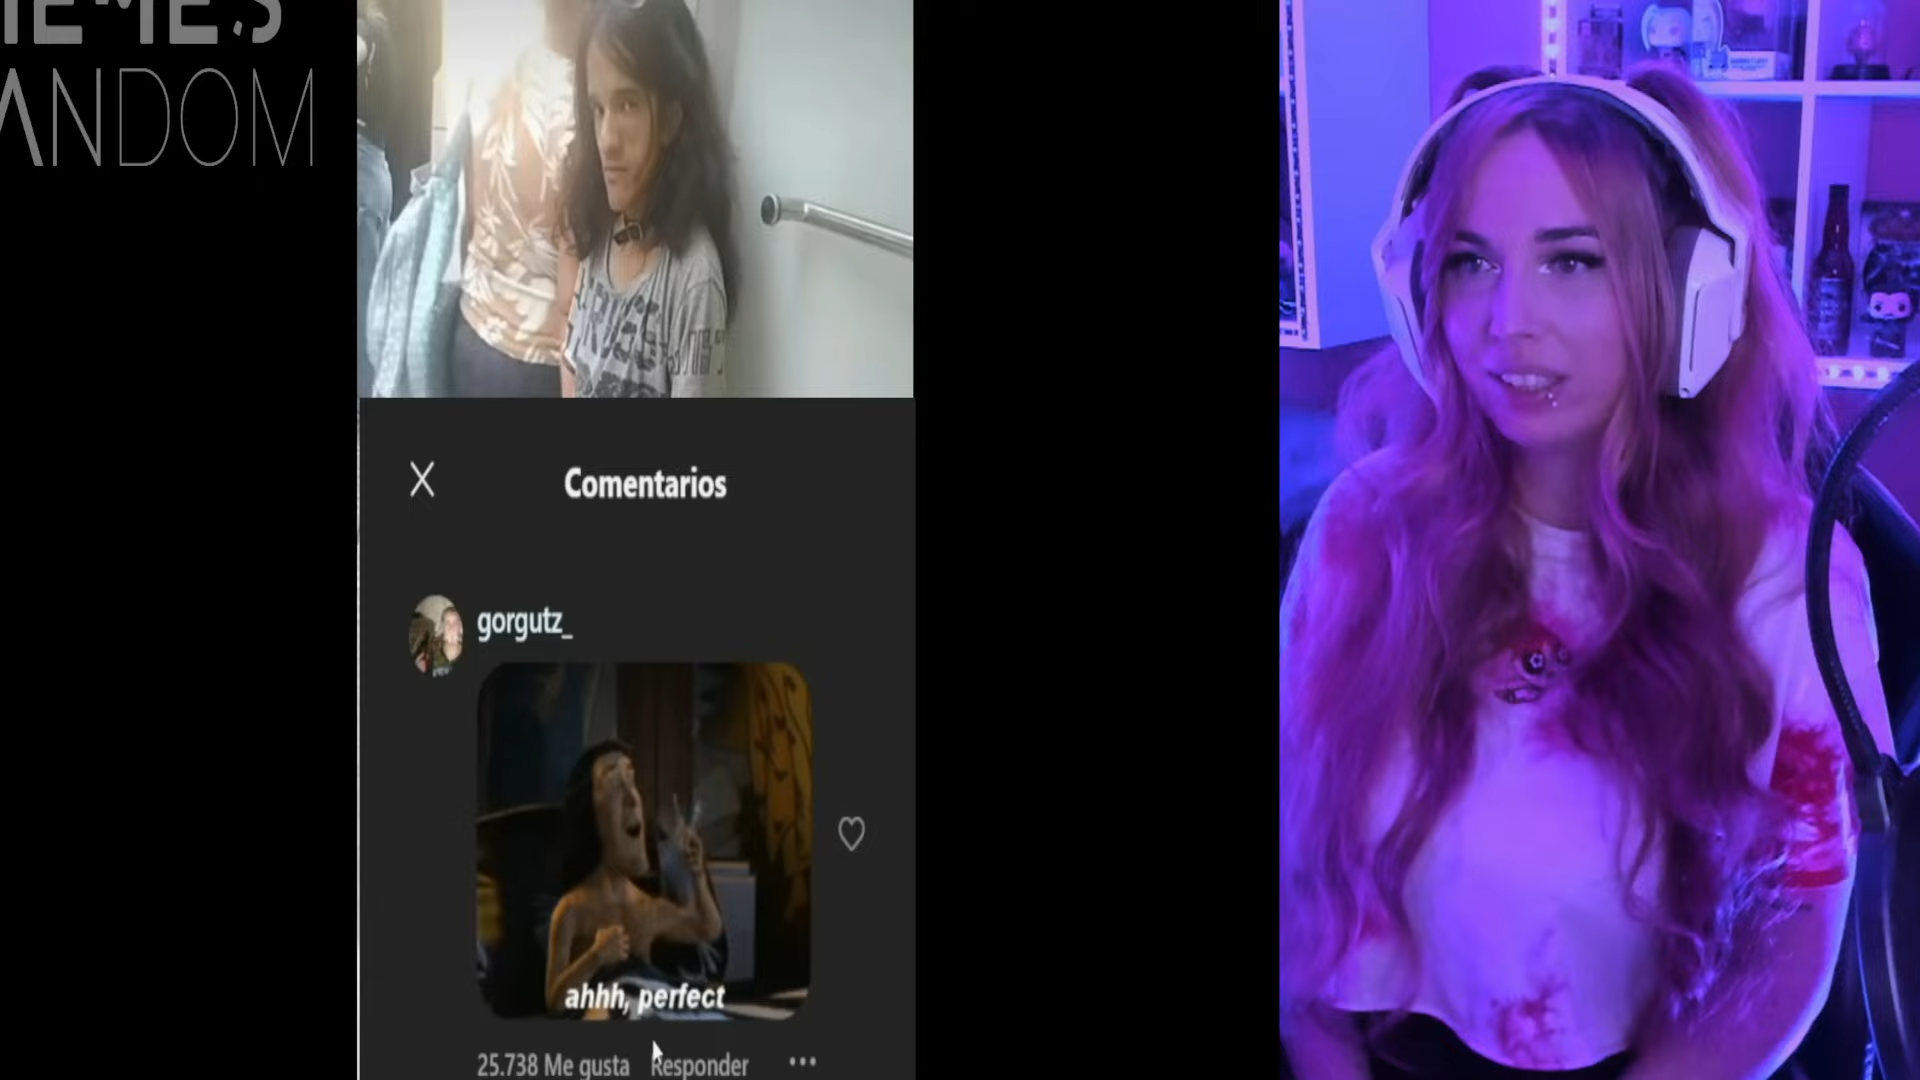 ANDOM
Comentarios
gorgutz_
ahhh, perfect
25.738 Me gusta Responder